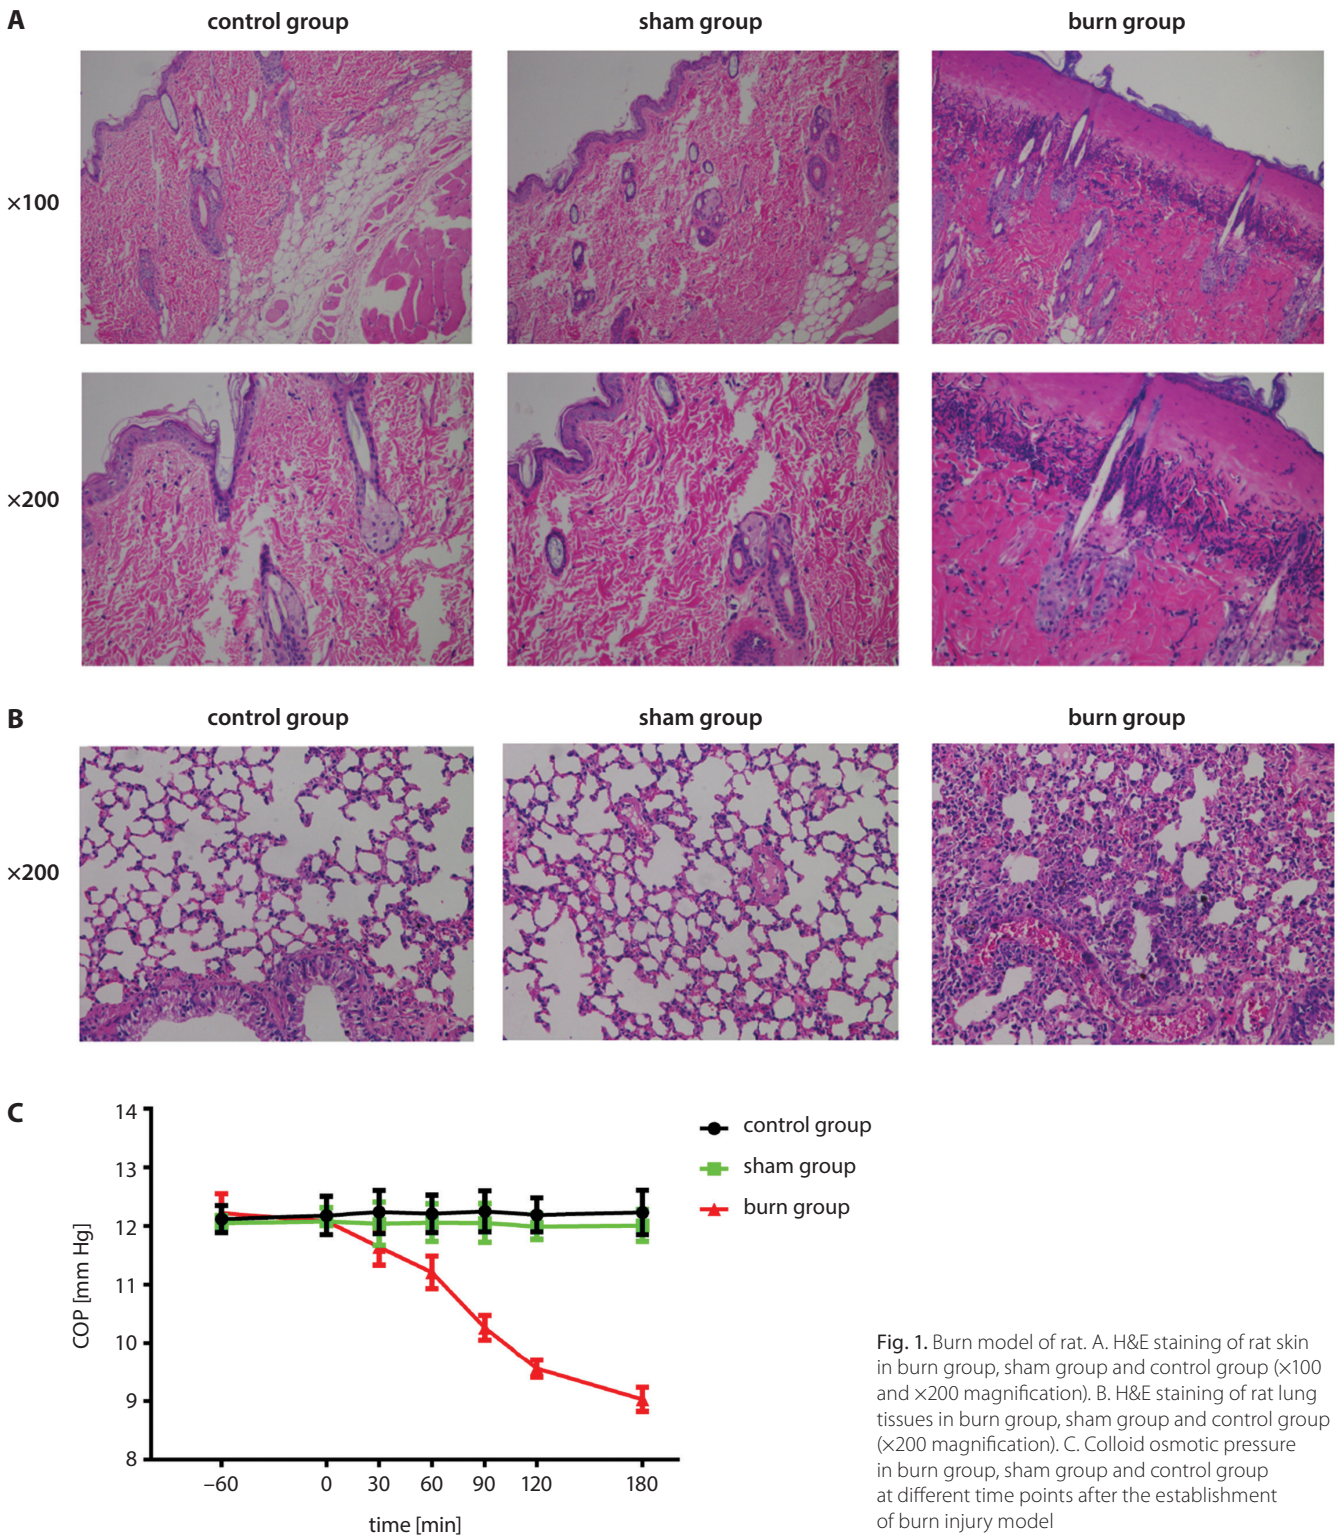 A
control group
sham group
burn group
×100
×200
B
control group
sham group
burn group
×200
C
14
13
12
11
10
9
8
COP [mm Hg]
–60
0
30
60
90
120
180
time [min]
control group
sham group
burn group
Fig. 1. Burn model of rat. A. H&E staining of rat skin
in burn group, sham group and control group (×100
and ×200 magnification). B. H&E staining of rat lung
tissues in burn group, sham group and control group
(×200 magnification). C. Colloid osmotic pressure
in burn group, sham group and control group
at different time points after the establishment
of burn injury model